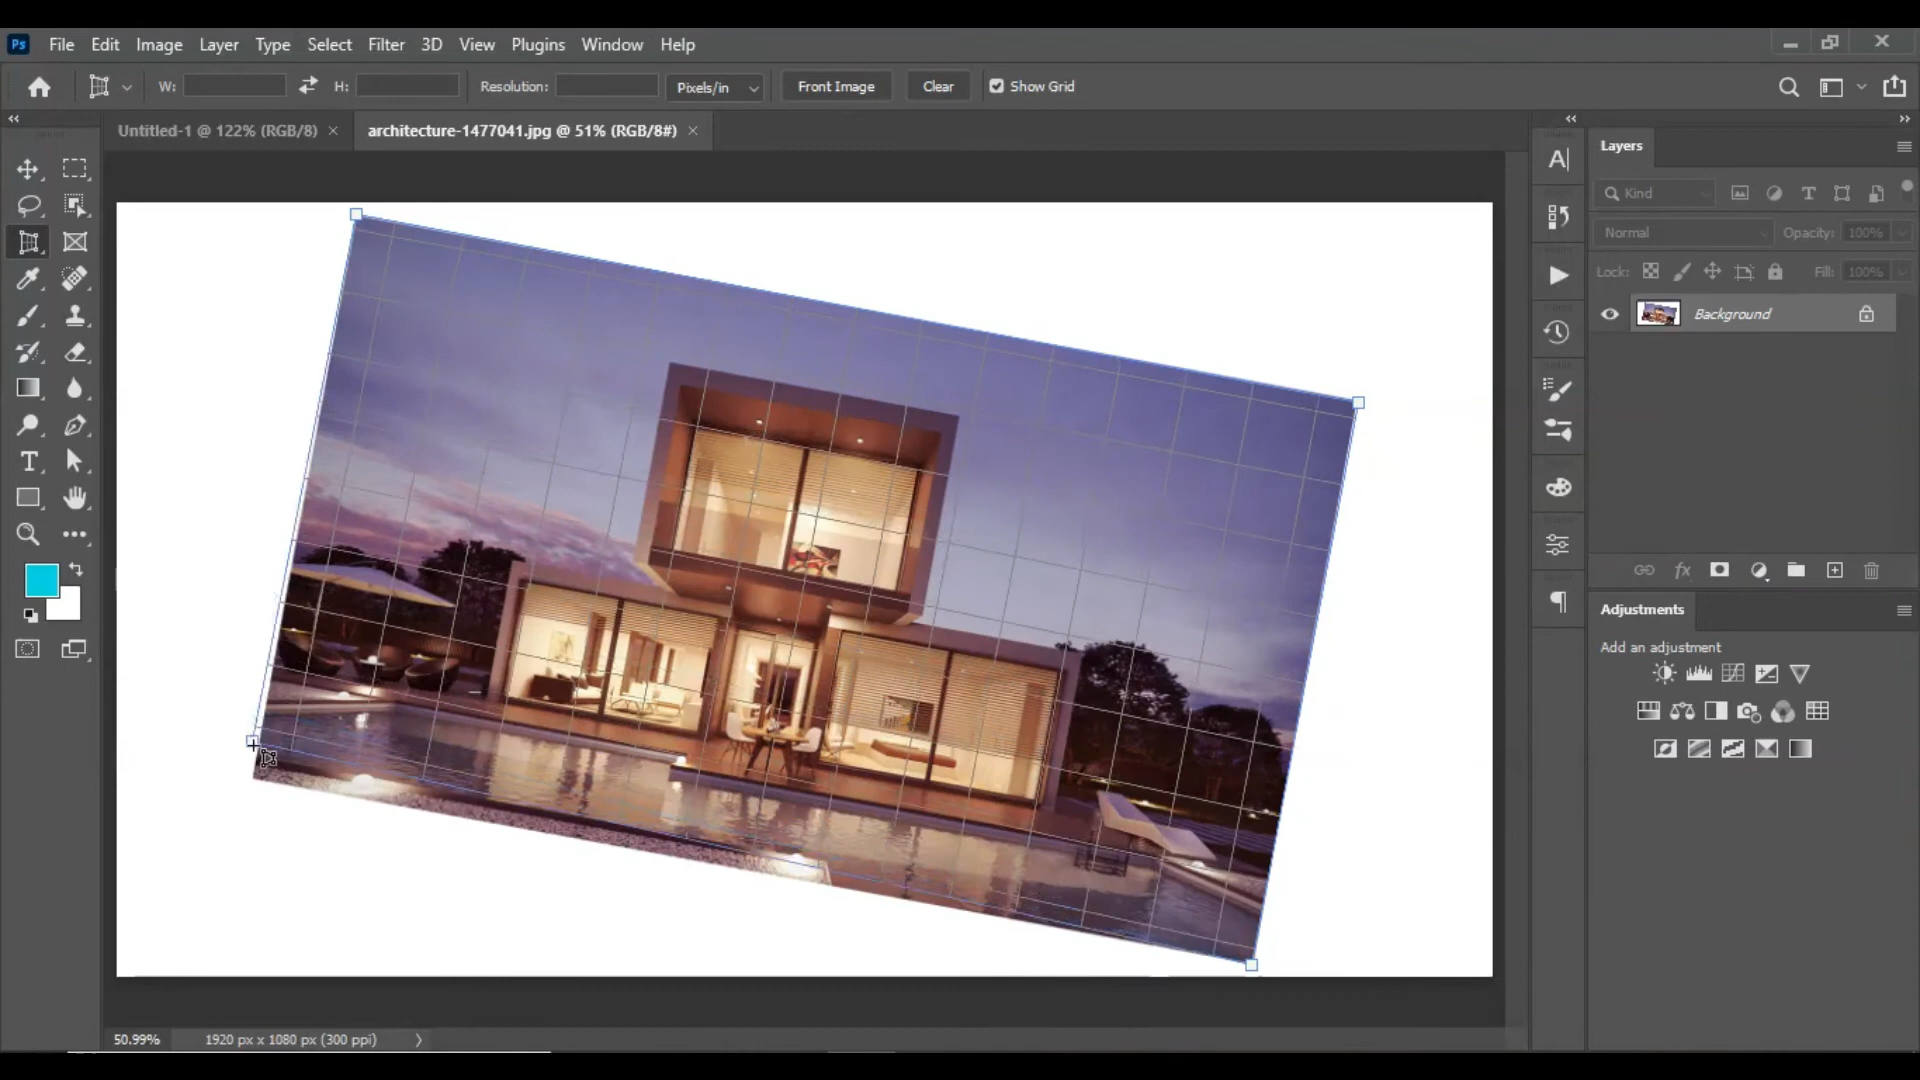 Ps File Edit Image Layer Type Select Filter 3D View Plugins Window Help
W: H: Resolution: Pixels/in Front Image Clear Show Grid
Untitled-1 @ 122% (RGB/8) × architecture-1477041.jpg @ 51% (RGB/8#) ×
Layers
Kind
Normal Opacity: 100%
Lock: Fill: 100%
Background
fx
Adjustments
Add an adjustment
50.99% 1920 px x 1080 px (300 ppi)